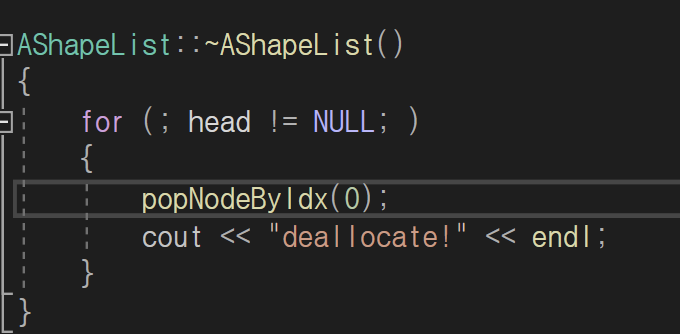 AShapeList::~AShapeList()
{
    for (; head != NULL; )
    {
        popNodeByIdx(0);
        cout << "deallocate!" << endl;
    }
}